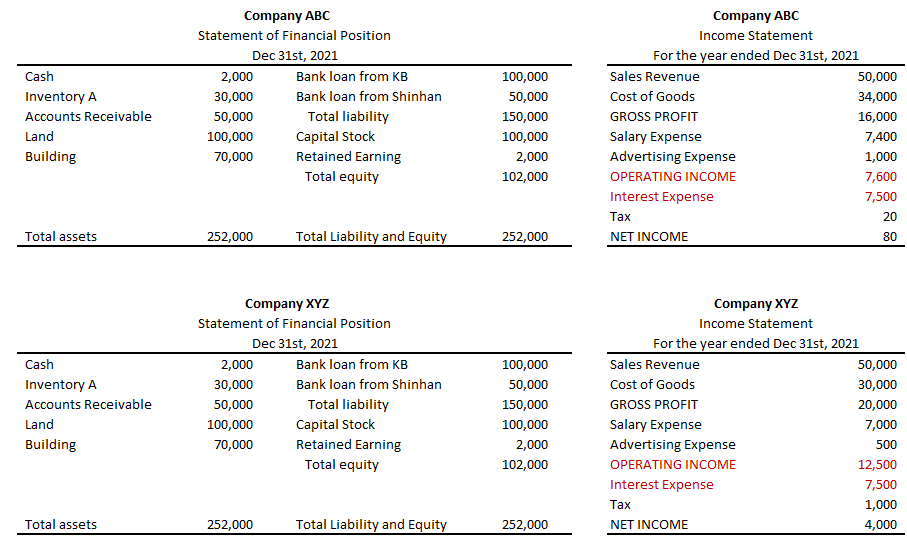 Company ABC
Statement of Financial Position
Dec 31st, 2021
Cash 2,000 Bank loan from KB 100,000
Inventory A 30,000 Bank loan from Shinhan 50,000
Accounts Receivable 50,000 Total liability 150,000
Land 100,000 Capital Stock 100,000
Building 70,000 Retained Earning 2,000
Total equity 102,000
Total assets 252,000 Total Liability and Equity 252,000
Company ABC
Income Statement
For the year ended Dec 31st, 2021
Sales Revenue 50,000
Cost of Goods 34,000
GROSS PROFIT 16,000
Salary Expense 7,400
Advertising Expense 1,000
OPERATING INCOME 7,600
Interest Expense 7,500
Tax 20
NET INCOME 80
Company XYZ
Statement of Financial Position
Dec 31st, 2021
Cash 2,000 Bank loan from KB 100,000
Inventory A 30,000 Bank loan from Shinhan 50,000
Accounts Receivable 50,000 Total liability 150,000
Land 100,000 Capital Stock 100,000
Building 70,000 Retained Earning 2,000
Total equity 102,000
Total assets 252,000 Total Liability and Equity 252,000
Company XYZ
Income Statement
For the year ended Dec 31st, 2021
Sales Revenue 50,000
Cost of Goods 30,000
GROSS PROFIT 20,000
Salary Expense 7,000
Advertising Expense 500
OPERATING INCOME 12,500
Interest Expense 7,500
Tax 1,000
NET INCOME 4,000